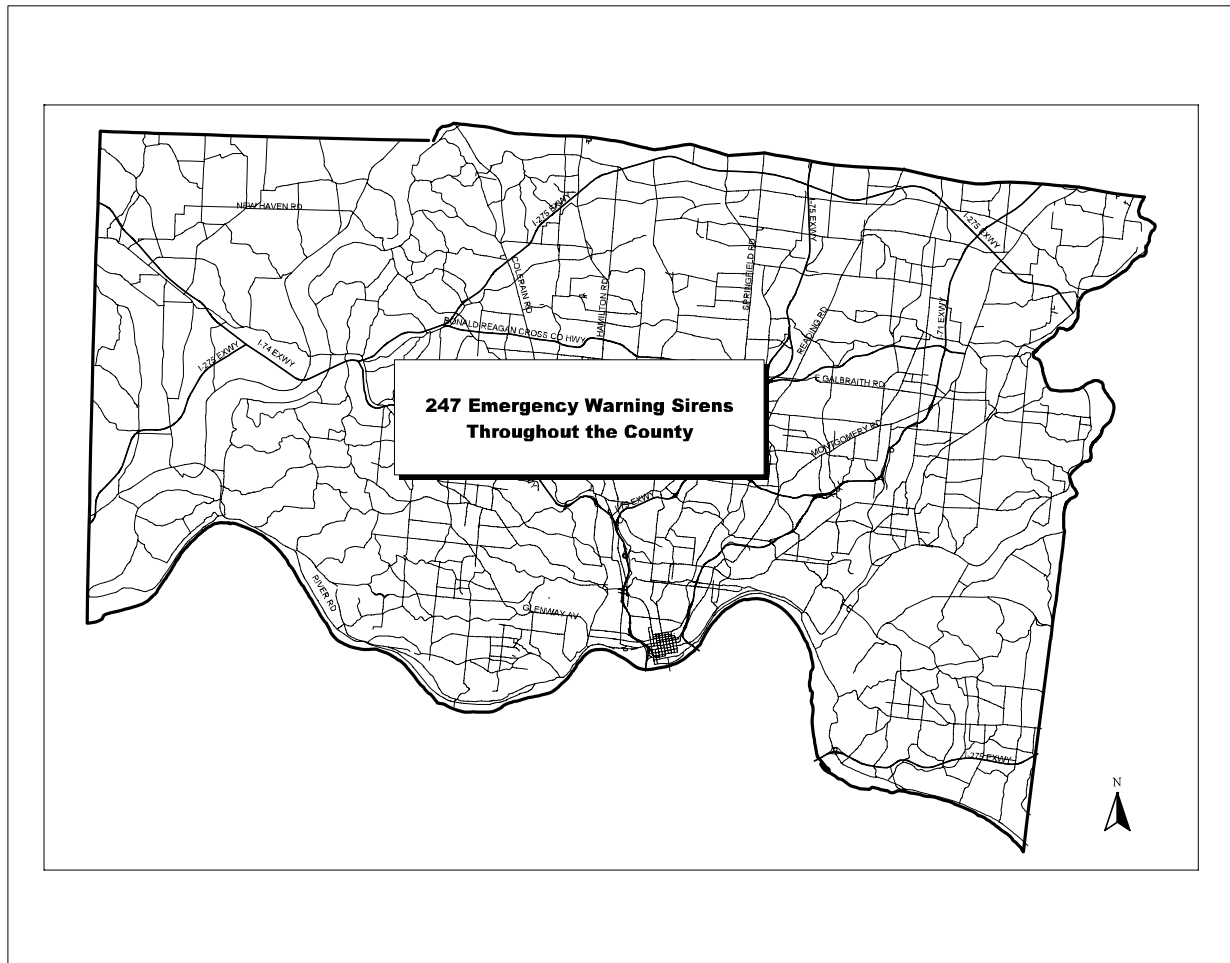 NEW HAVEN RD
I-275 EXWY
I-75 EXWY
I-275 EXWY
COLERAIN RD
HAMILTON RD
SPRINGFIELD RD
READING RD
I-71 EXWY
RONALD REAGAN CROSS CO HWY
I-275 EXWY
I-74 EXWY
E GALBRAITH RD
247 Emergency Warning Sirens
Throughout the County
MONTGOMERY RD
EXWY
RIVER RD
GLENWAY AV
I-275 EXWY
N